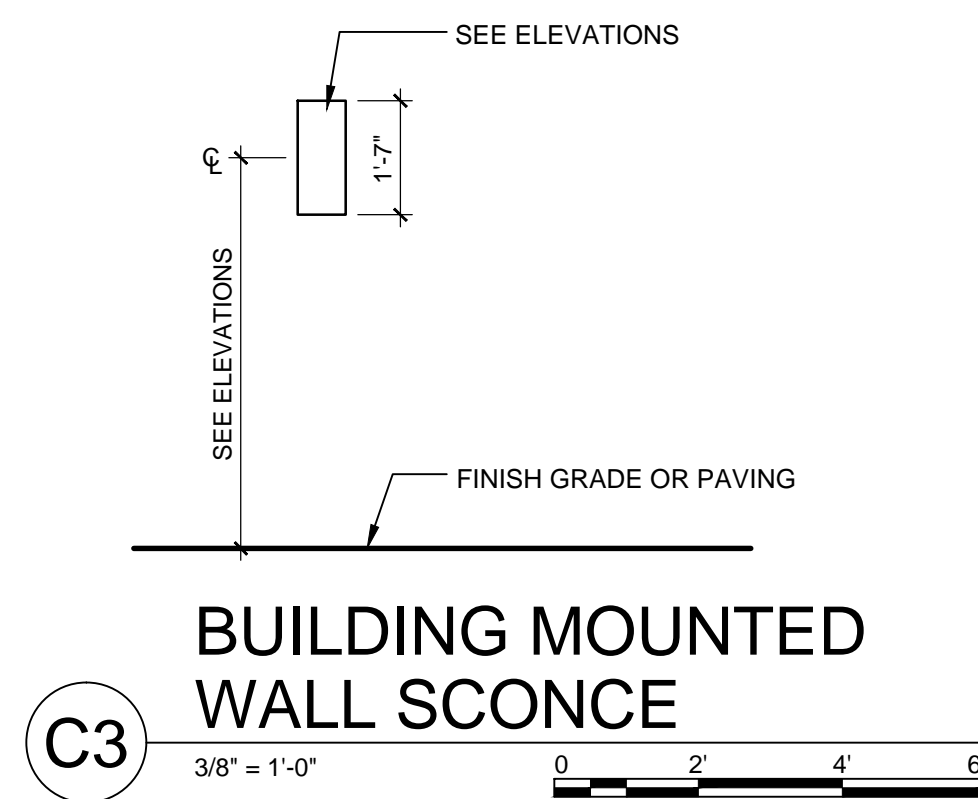 SEE ELEVATIONS
℄
1'-7"
SEE ELEVATIONS
FINISH GRADE OR PAVING
BUILDING MOUNTED
WALL SCONCE
C3
3/8" = 1'-0"
0 2' 4' 6